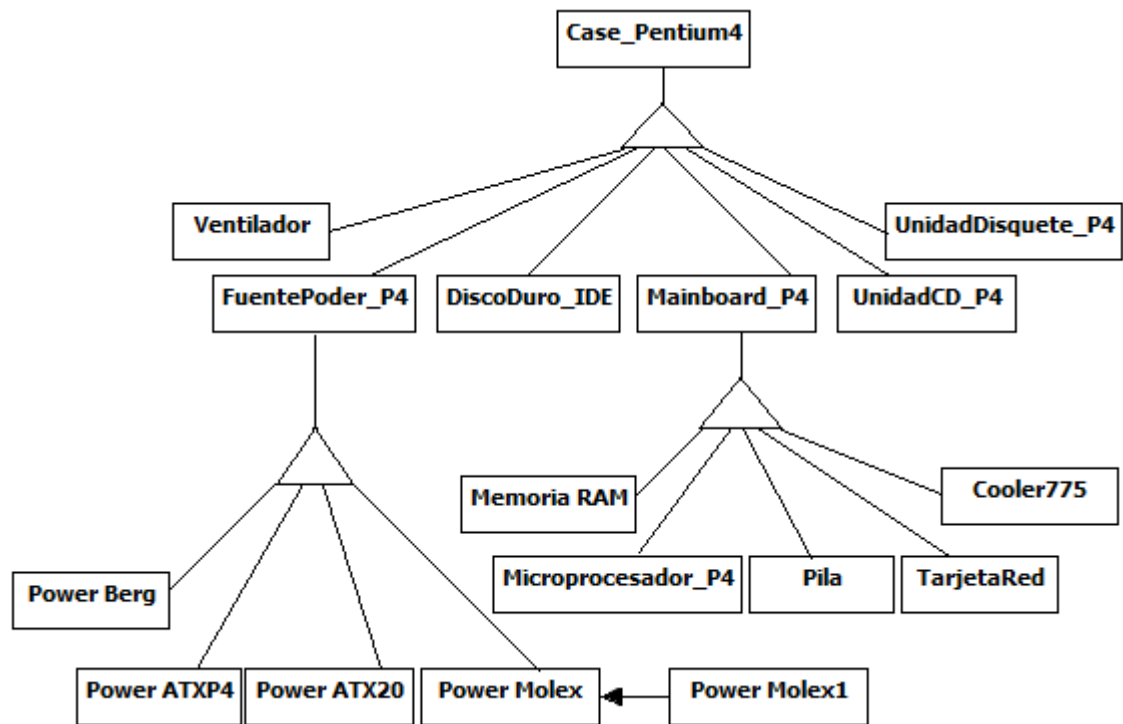 Case_Pentium4
Ventilador
UnidadDisquete_P4
FuentePoder_P4
DiscoDuro_IDE
Mainboard_P4
UnidadCD_P4
Memoria RAM
Cooler775
Microprocesador_P4
Pila
TarjetaRed
Power Berg
Power ATXP4
Power ATX20
Power Molex
Power Molex1